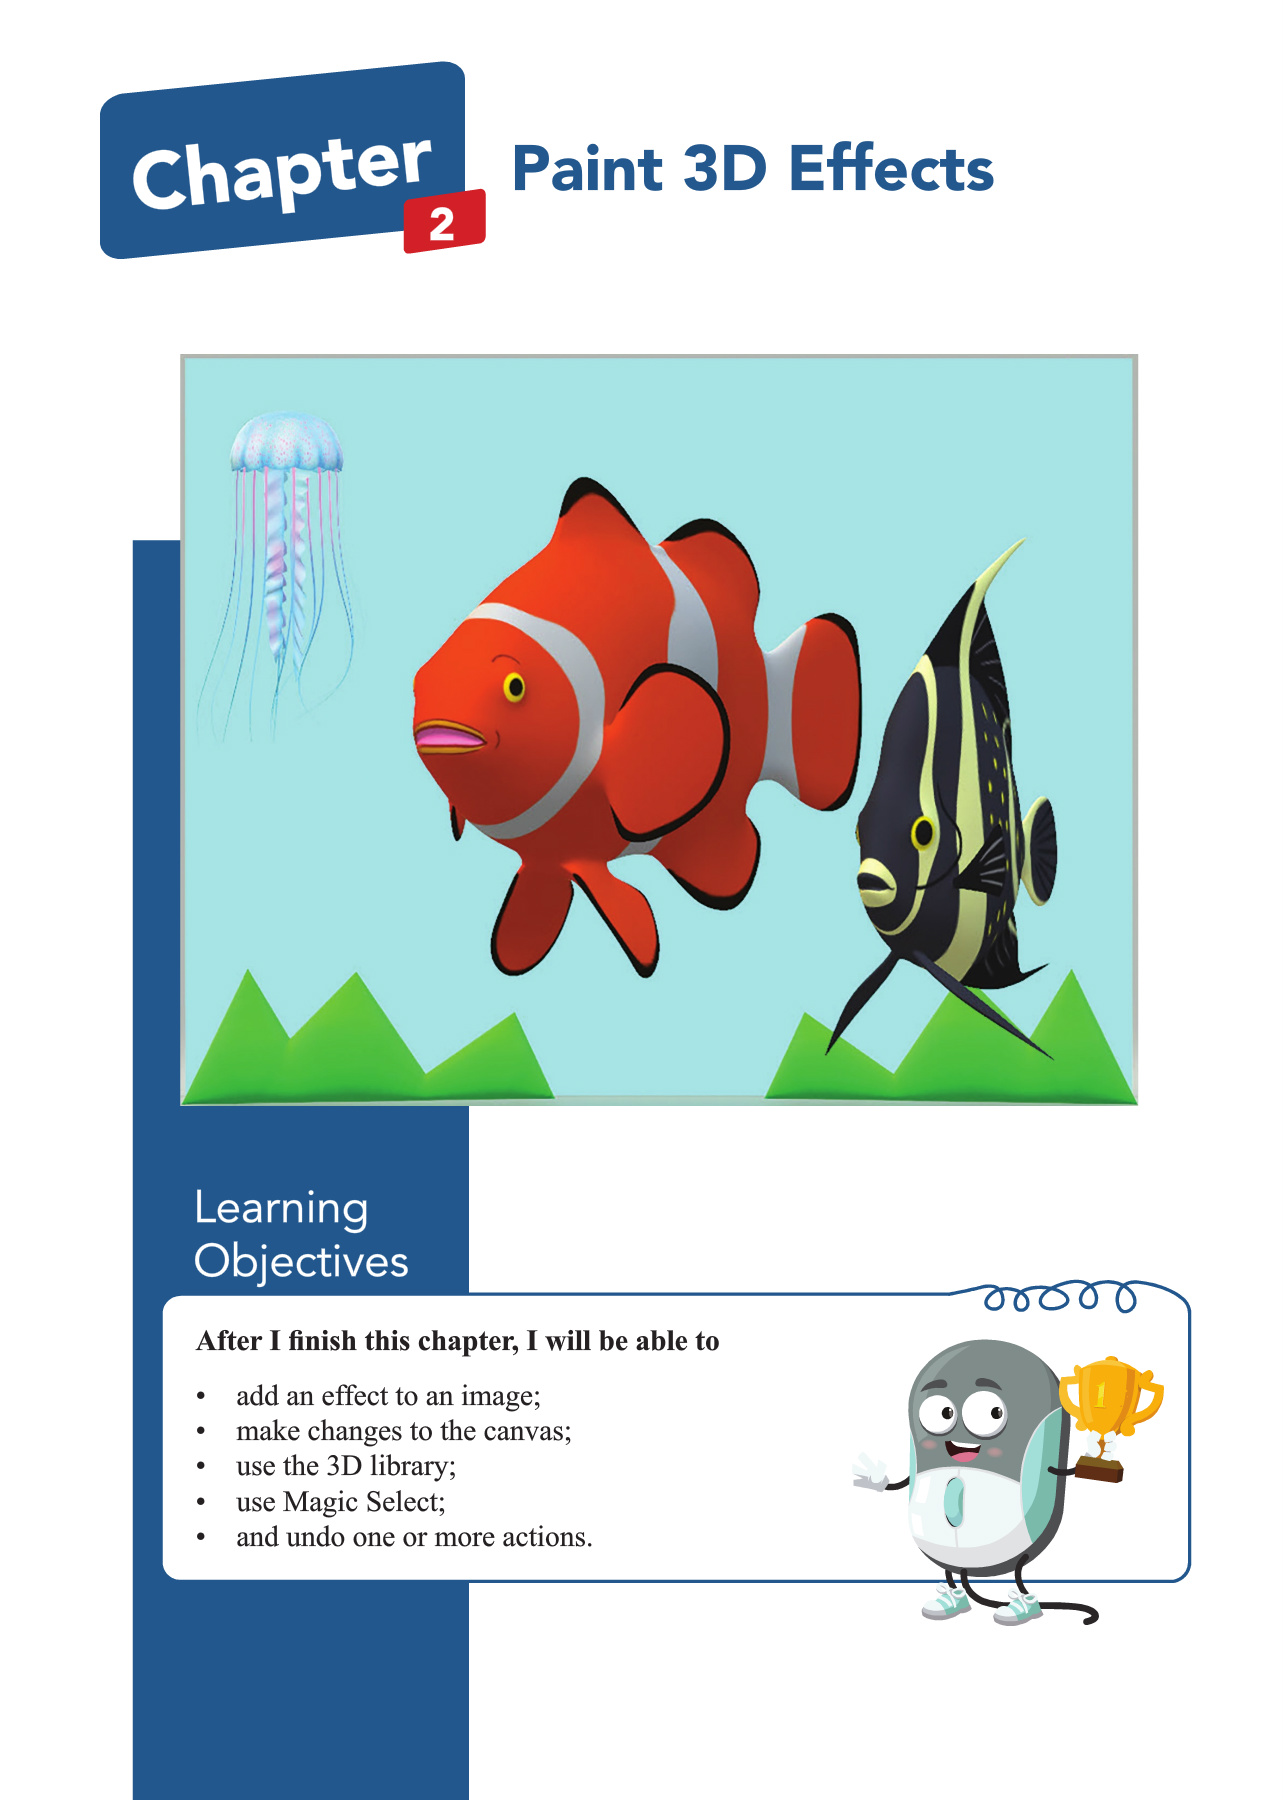 Chapter
2
Paint 3D Effects
Learning
Objectives
After I finish this chapter, I will be able to
• add an effect to an image;
• make changes to the canvas;
• use the 3D library;
• use Magic Select;
• and undo one or more actions.
1